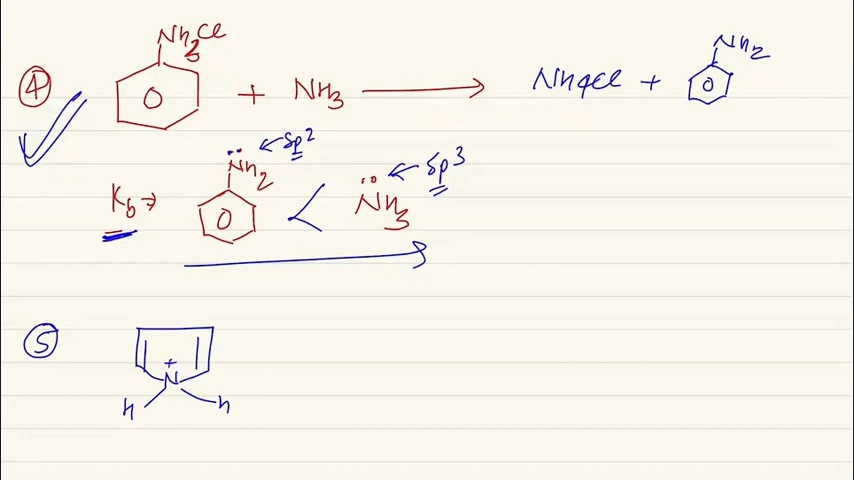 NH3Cl
④ + NH3 → NH4Cl + NH2
sp2
Kb → NH2 < NH3 sp3
⑤
+
N
H H